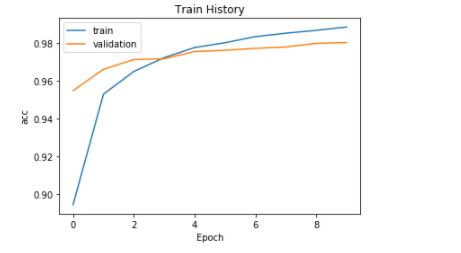 Train History
train
validation
acc
0.98
0.96
0.94
0.92
0.90
0 2 4 6 8
Epoch